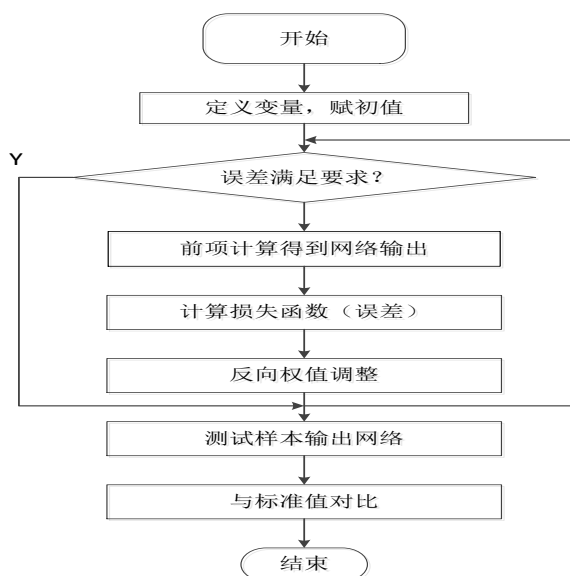 开始
定义变量，赋初值
Y
误差满足要求？
前项计算得到网络输出
计算损失函数（误差）
反向权值调整
测试样本输出网络
与标准值对比
结束